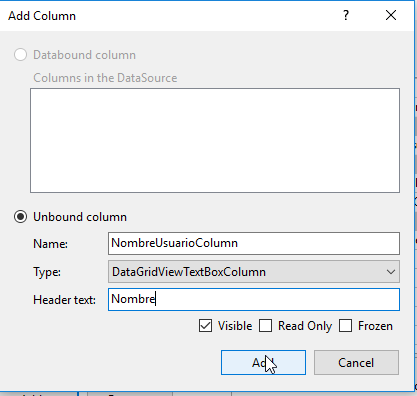 Add Column
?
Databound column
Columns in the DataSource
Unbound column
Name: NombreUsuarioColumn
Type: DataGridViewTextBoxColumn
Header text: Nombre
Visible Read Only Frozen
Add Cancel